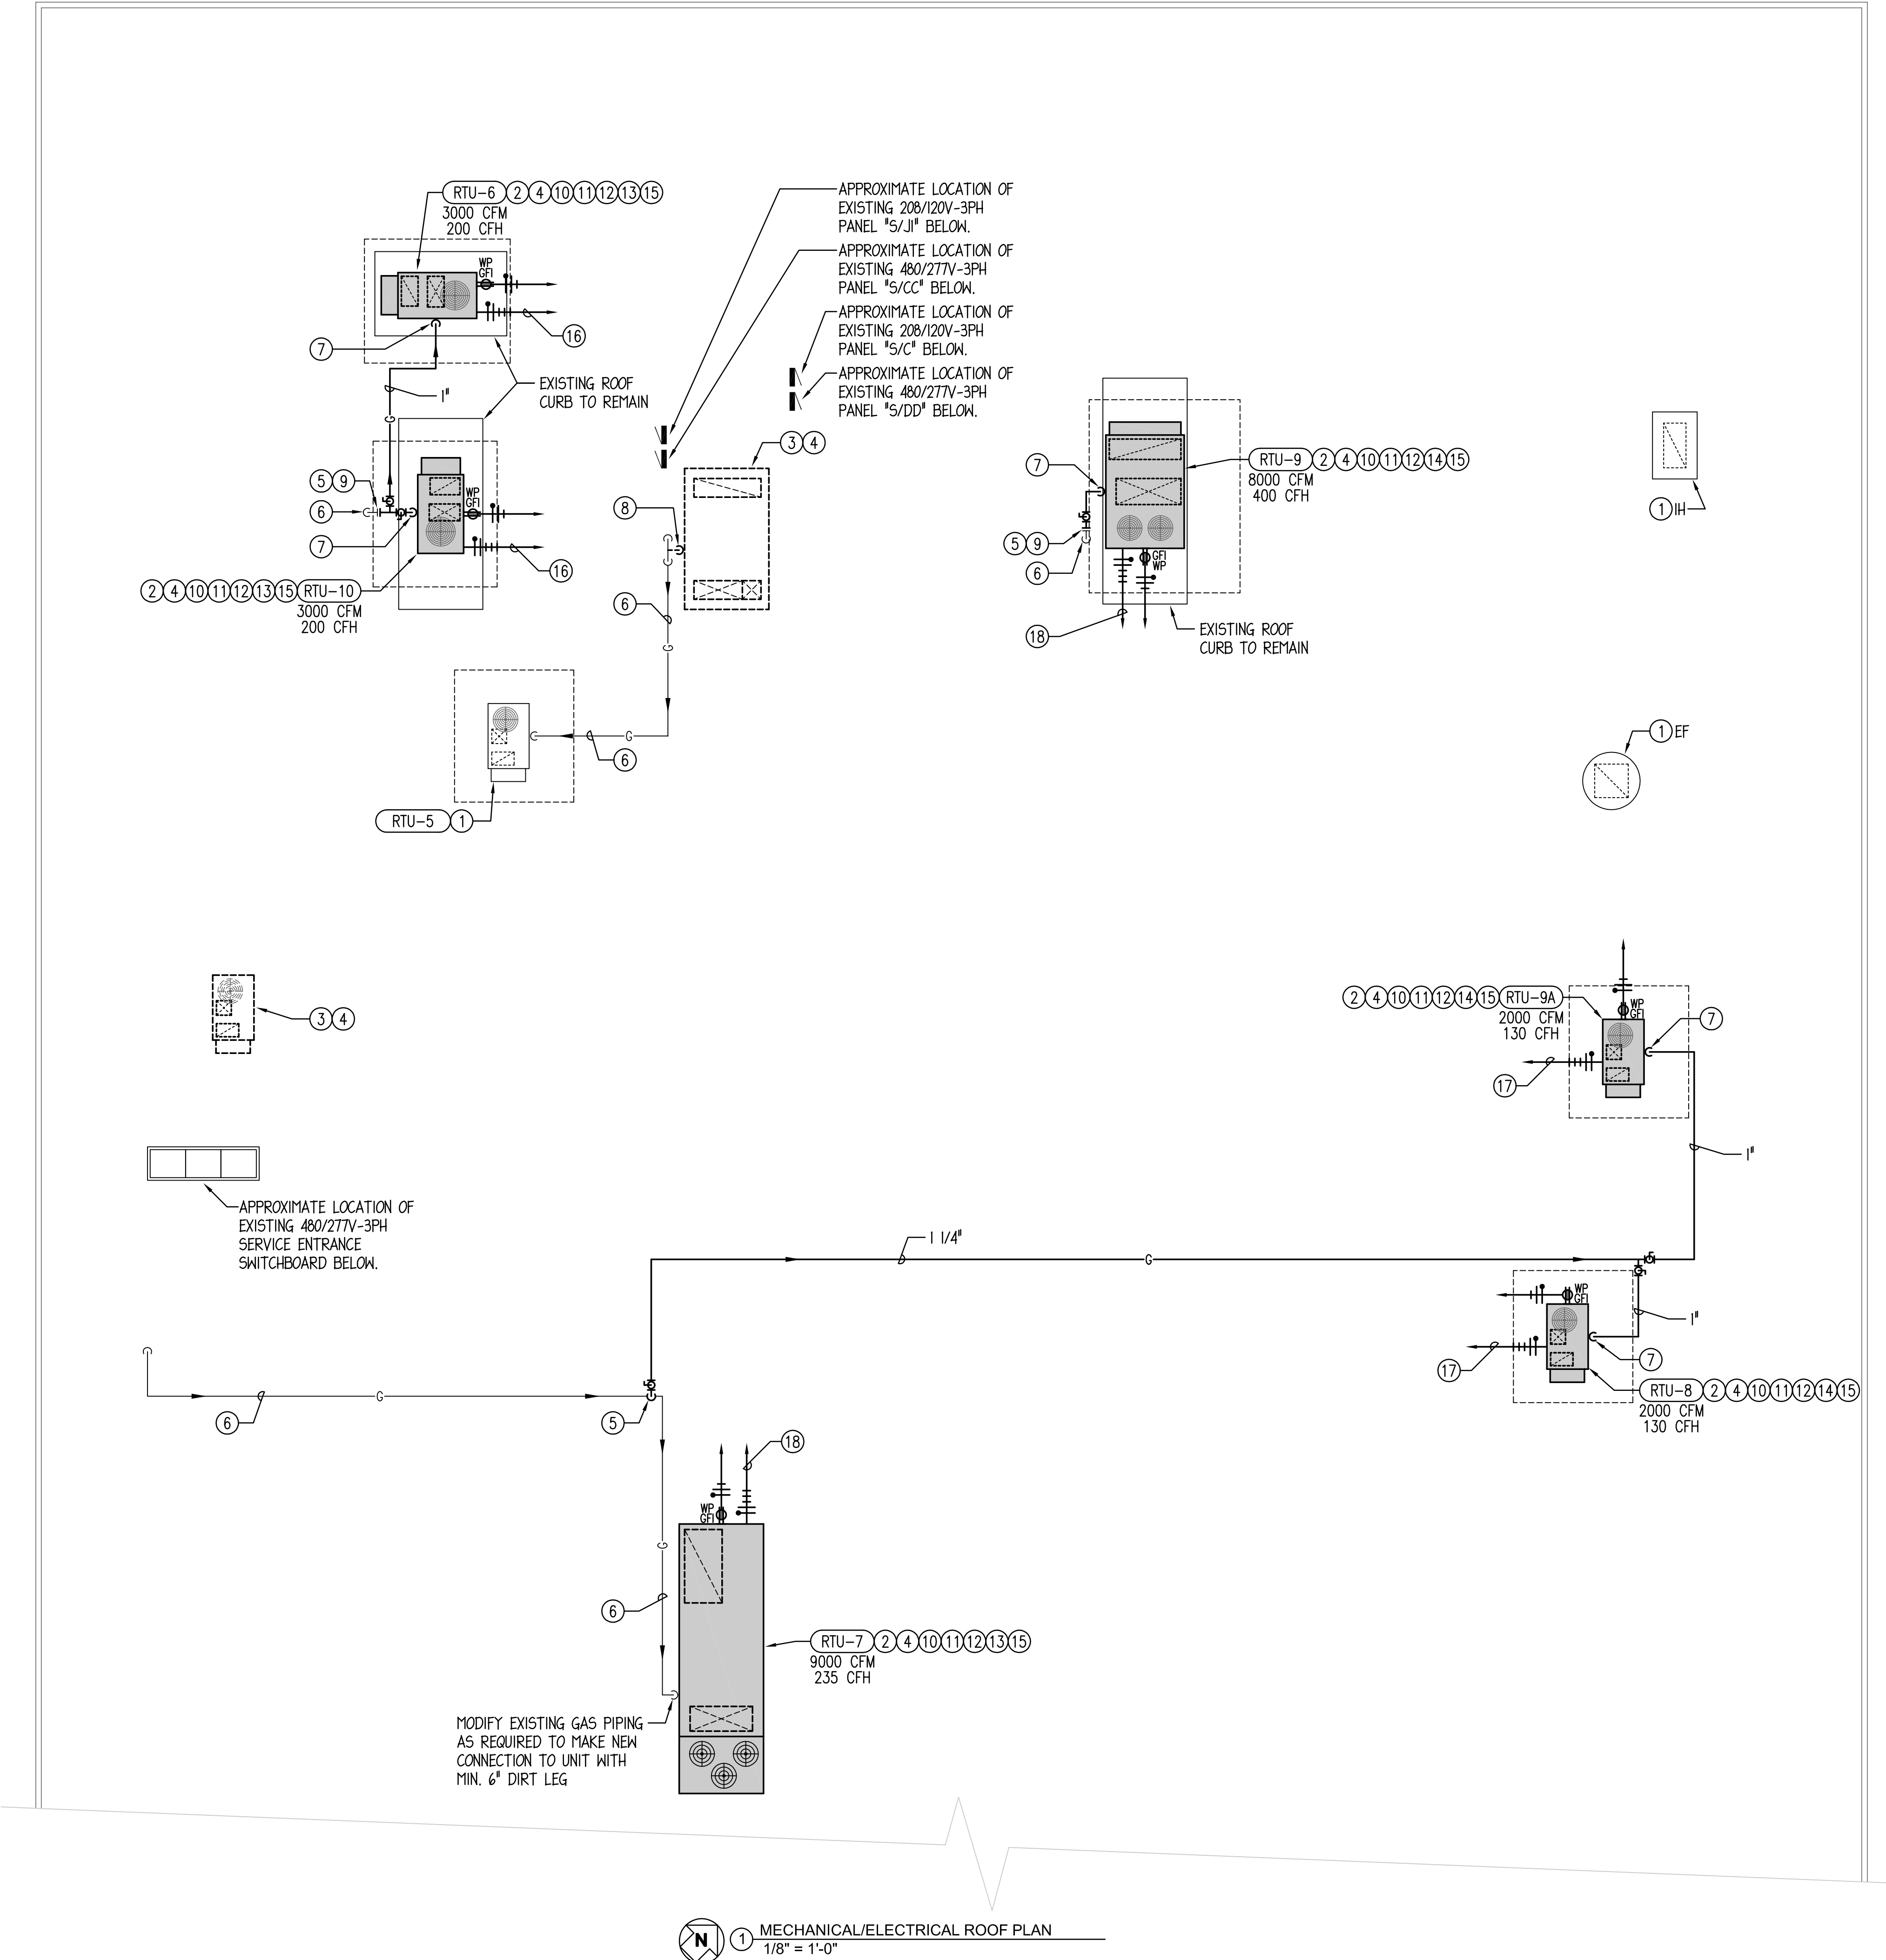 RTU-6 2 4 10 11 12 13 15
3000 CFM
200 CFH
WP
GFI
16
7
1"
G
EXISTING ROOF
CURB TO REMAIN
5 9
6
7
WP
GFI
16
2 4 10 11 12 13 15 RTU-10
3000 CFM
200 CFH
APPROXIMATE LOCATION OF
EXISTING 208/120V-3PH
PANEL "S/J1" BELOW.
APPROXIMATE LOCATION OF
EXISTING 480/277V-3PH
PANEL "S/CC" BELOW.
APPROXIMATE LOCATION OF
EXISTING 208/120V-3PH
PANEL "S/C" BELOW.
APPROXIMATE LOCATION OF
EXISTING 480/277V-3PH
PANEL "S/DD" BELOW.
3 4
8
6
G
G
6
RTU-5 1
7
5 9
6
RTU-9 2 4 10 11 12 14 15
8000 CFM
400 CFH
GFI
WP
18
EXISTING ROOF
CURB TO REMAIN
1 IH
1 EF
3 4
APPROXIMATE LOCATION OF
EXISTING 480/277V-3PH
SERVICE ENTRANCE
SWITCHBOARD BELOW.
2 4 10 11 12 14 15 RTU-9A
2000 CFM
130 CFH
WP
GFI
7
17
1"
1 1/4"
G
WP
GFI
1"
7
17
RTU-8 2 4 10 11 12 14 15
2000 CFM
130 CFH
G
6
5
18
WP
GFI
G
6
RTU-7 2 4 10 11 12 13 15
9000 CFM
235 CFH
MODIFY EXISTING GAS PIPING
AS REQUIRED TO MAKE NEW
CONNECTION TO UNIT WITH
MIN. 6" DIRT LEG
N
1 MECHANICAL/ELECTRICAL ROOF PLAN
1/8" = 1'-0"